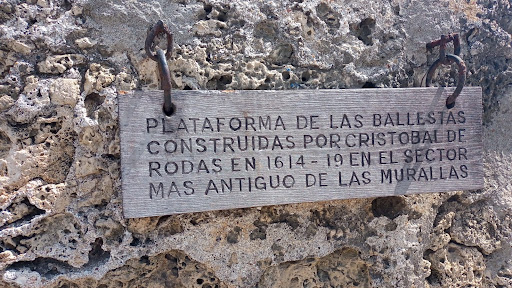 PLATAFORMA DE LAS BALLESTAS
CONSTRUIDAS POR CRISTOBAL DE
RODAS EN 1614-19 EN EL SECTOR
MAS ANTIGUO DE LAS MURALLAS